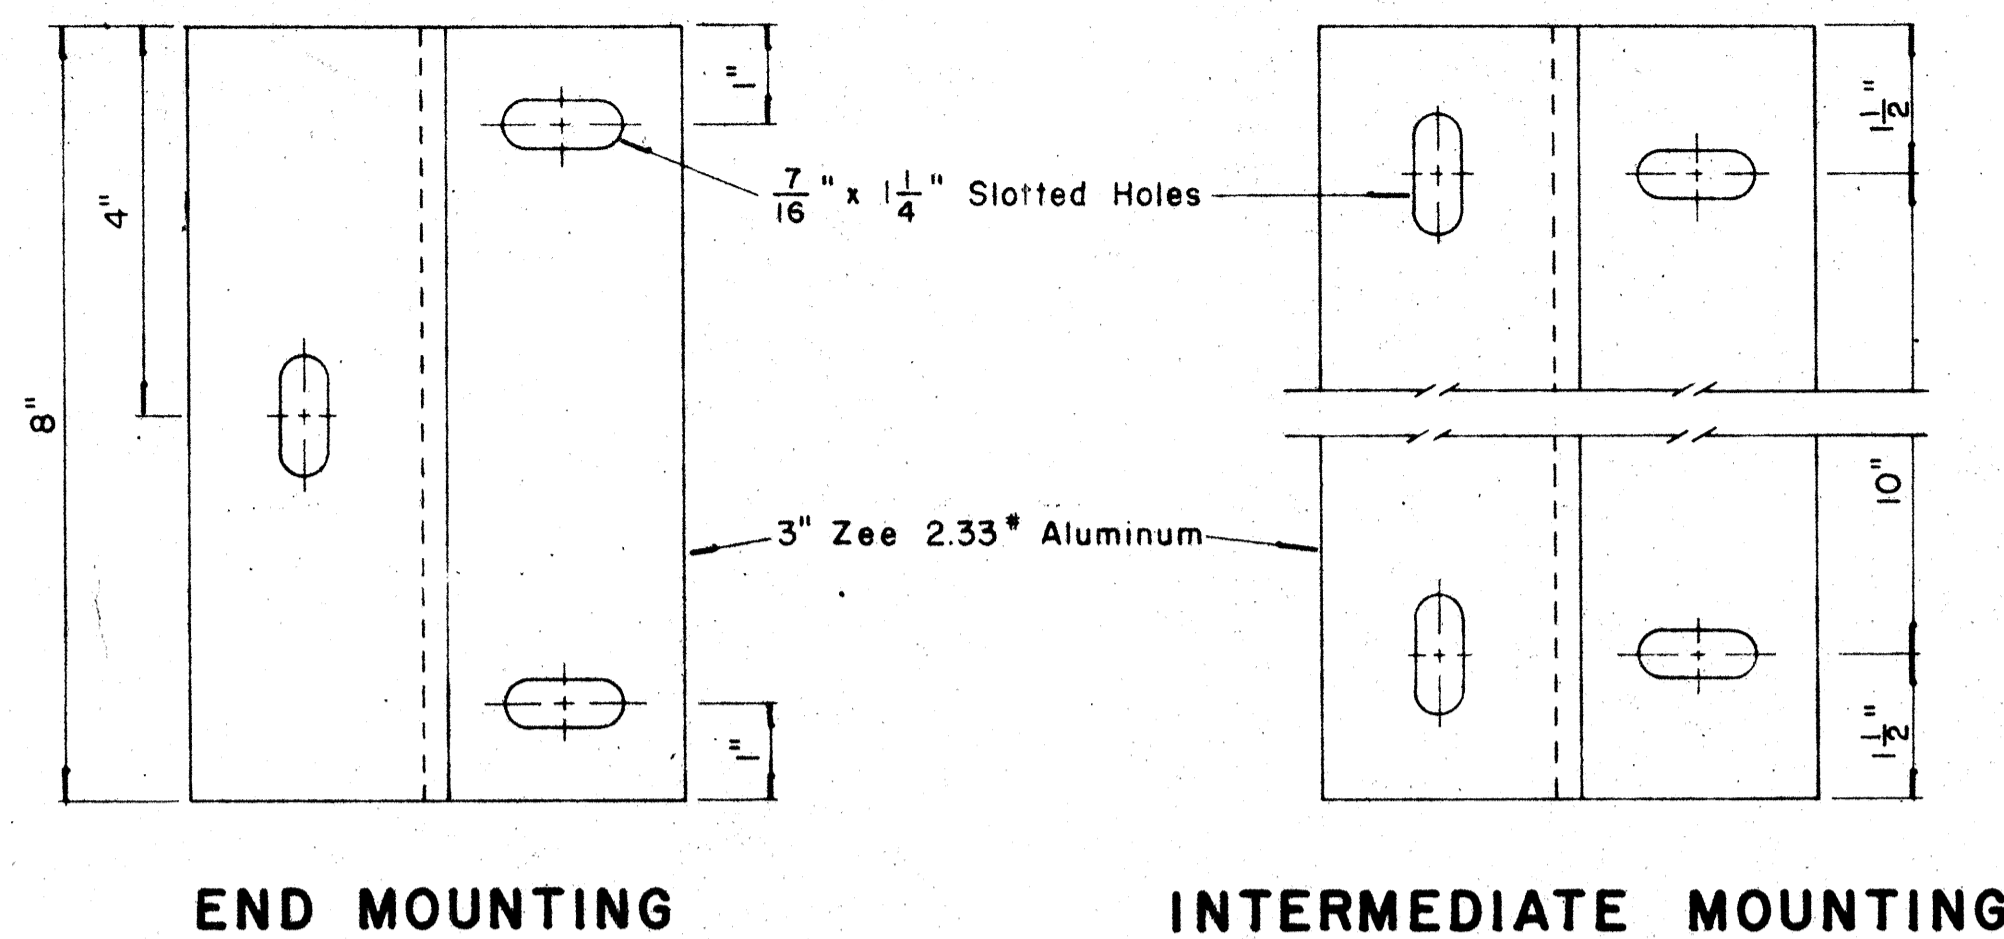 1"
1 1/2"
7/16" x 1 1/4" Slotted Holes
4"
8"
10"
3" Zee 2.33# Aluminum
1"
1 1/2"
END MOUNTING
INTERMEDIATE MOUNTING